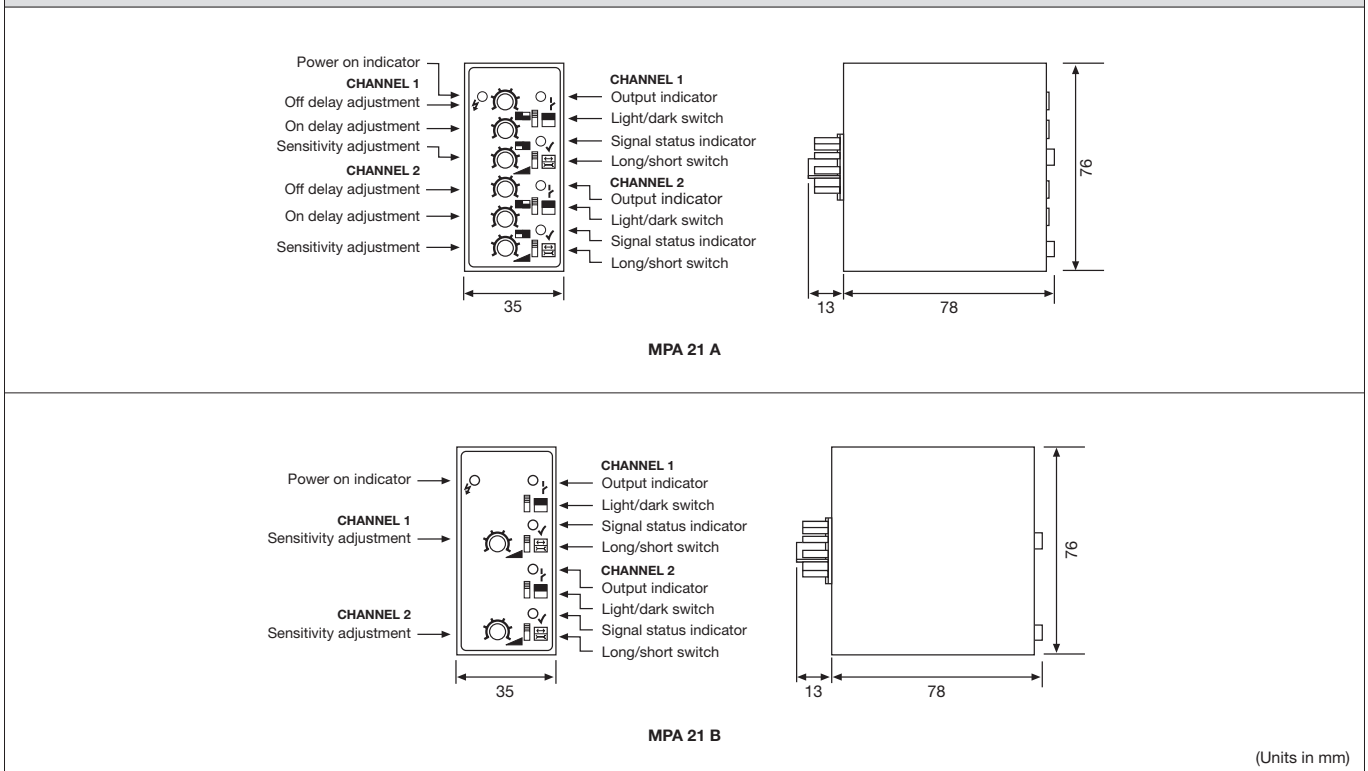 Power on indicator
CHANNEL 1
Off delay adjustment
On delay adjustment
Sensitivity adjustment
CHANNEL 2
Off delay adjustment
On delay adjustment
Sensitivity adjustment
CHANNEL 1
Output indicator
Light/dark switch
Signal status indicator
Long/short switch
CHANNEL 2
Output indicator
Light/dark switch
Signal status indicator
Long/short switch
35
13
78
76
MPA 21 A
Power on indicator
CHANNEL 1
Sensitivity adjustment
CHANNEL 2
Sensitivity adjustment
CHANNEL 1
Output indicator
Light/dark switch
Signal status indicator
Long/short switch
CHANNEL 2
Output indicator
Light/dark switch
Signal status indicator
Long/short switch
35
13
78
76
MPA 21 B
(Units in mm)